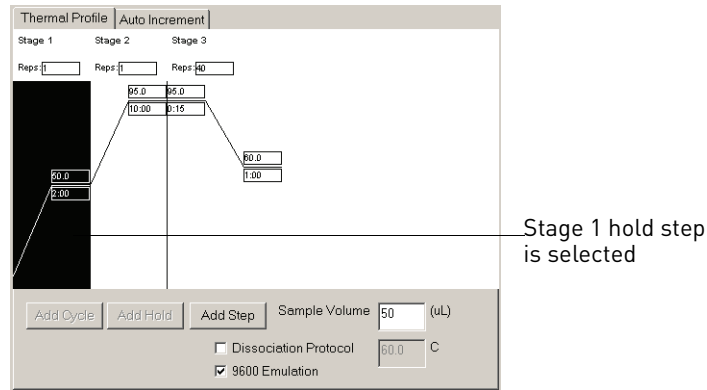 Thermal Profile Auto Increment
Stage 1 Stage 2 Stage 3
Reps: 1 Reps: 1 Reps: 40
95.0 95.0
10:00 0:15
60.0
1:00
50.0
2:00
Stage 1 hold step
is selected
Add Cycle Add Hold Add Step Sample Volume 50 (uL)
Dissociation Protocol 60.0 C
9600 Emulation